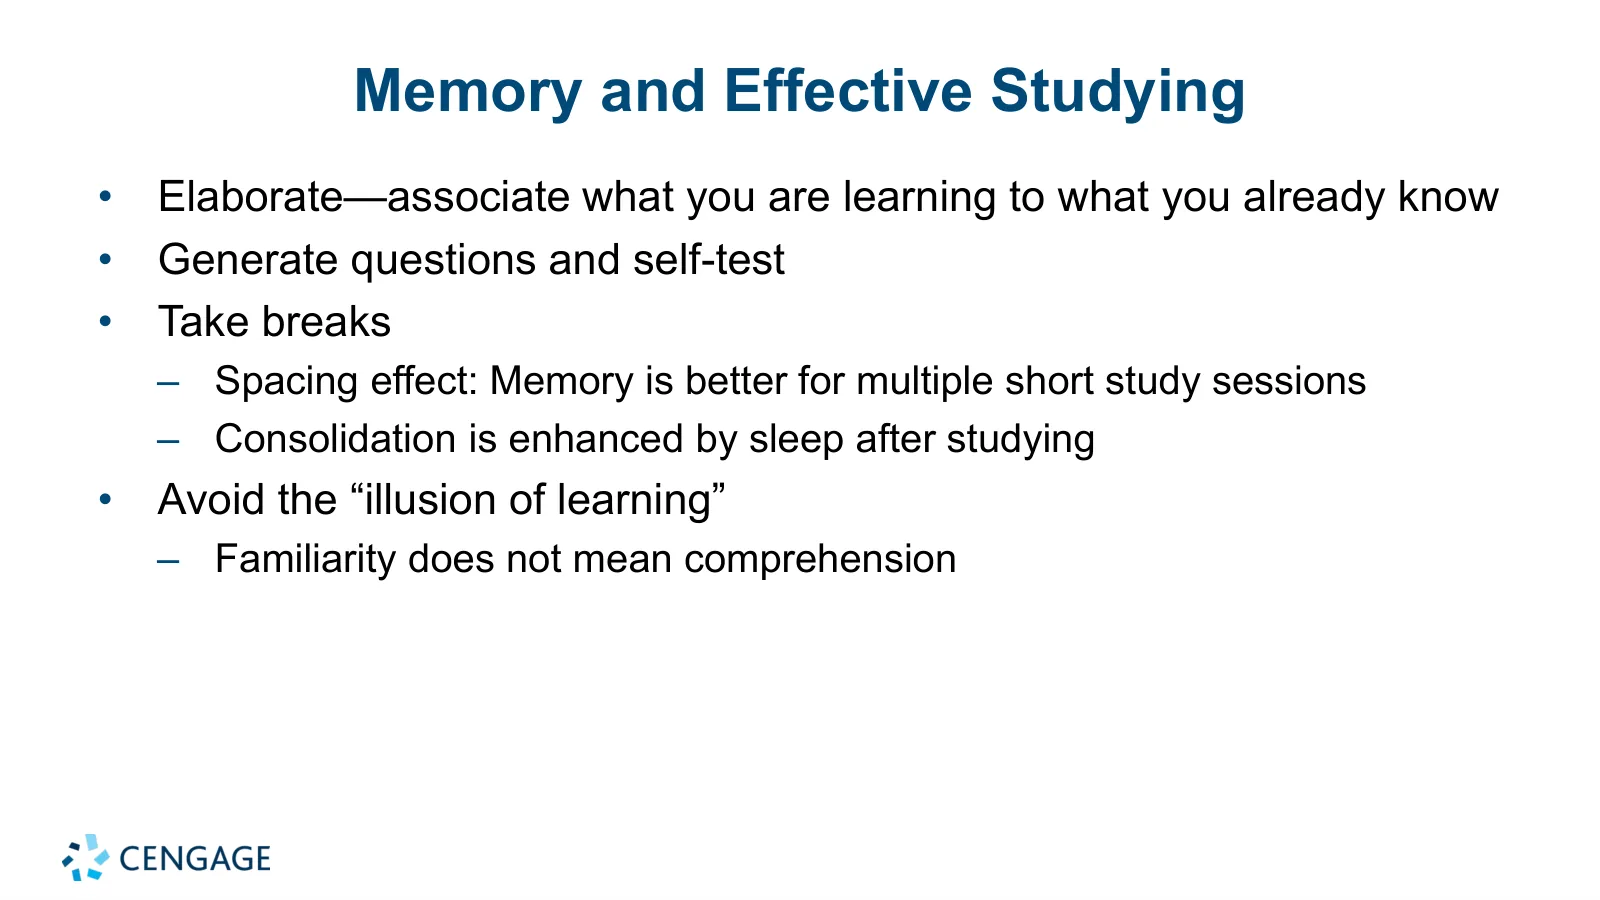 Memory and Effective Studying
• Elaborate—associate what you are learning to what you already know
• Generate questions and self-test
• Take breaks
– Spacing effect: Memory is better for multiple short study sessions
– Consolidation is enhanced by sleep after studying
• Avoid the “illusion of learning”
– Familiarity does not mean comprehension
CENGAGE